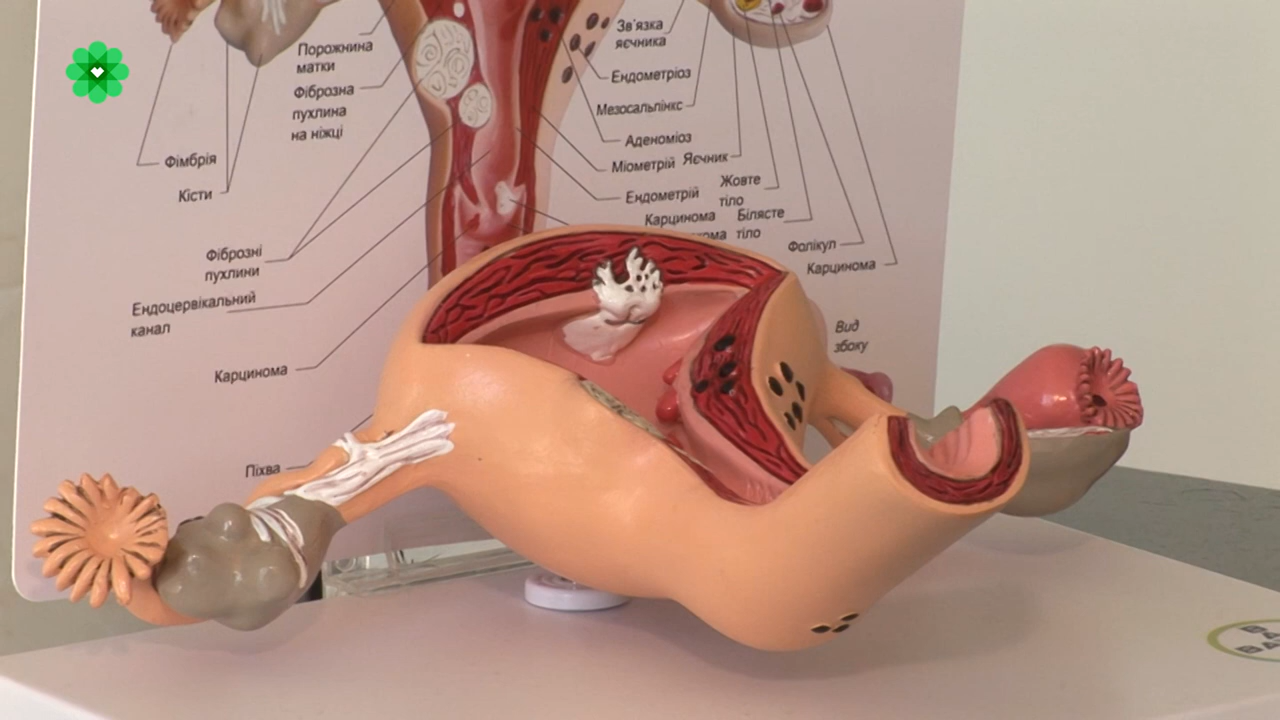 Порожнина
матки
Фіброзна
пухлина
на ніжці
Фімбрія
Кісти
Фіброзні
пухлини
Ендоцервікальний
канал
Карцинома
Піхва
Зв'язка
яєчника
Ендометріоз
Мезосальпінкс
Аденоміоз
Міометрій
Яєчник
Ендометрій
Жовте
тіло
Карцинома
Білясте
тіло
Фолікул
Карцинома
Вид
збоку